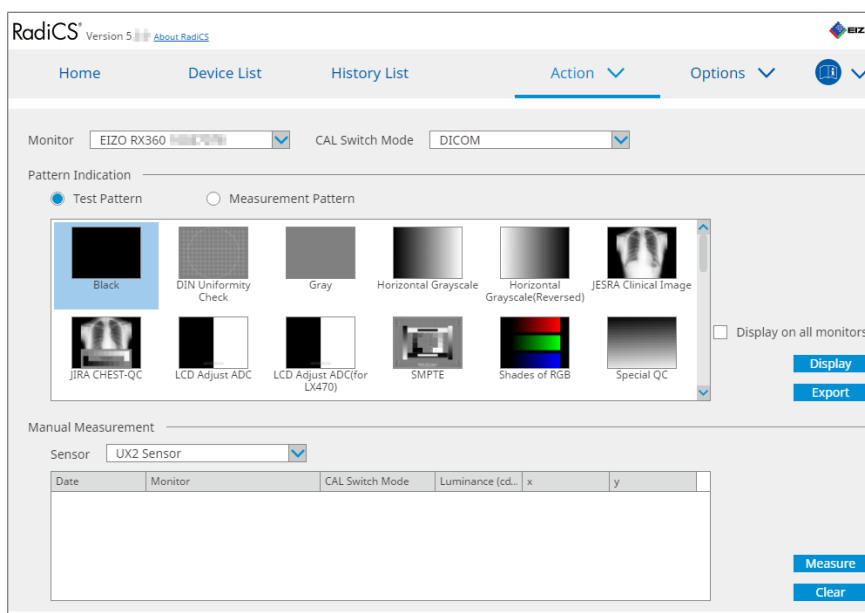 RadiCS® Version 5. About RadiCS EIZ
Home Device List History List Action Options
Monitor EIZO RX360 CAL Switch Mode DICOM
Pattern Indication
Test Pattern Measurement Pattern
Black DIN Uniformity Gray Horizontal Grayscale Horizontal JESRA Clinical Image
Check Grayscale(Reversed)
Display on all monitors
JIRA CHEST-QC LCD Adjust ADC LCD Adjust ADC(for SMPTE Shades of RGB Special QC
LX470)
Display
Export
Manual Measurement
Sensor UX2 Sensor
Date Monitor CAL Switch Mode Luminance (cd... x y
Measure
Clear